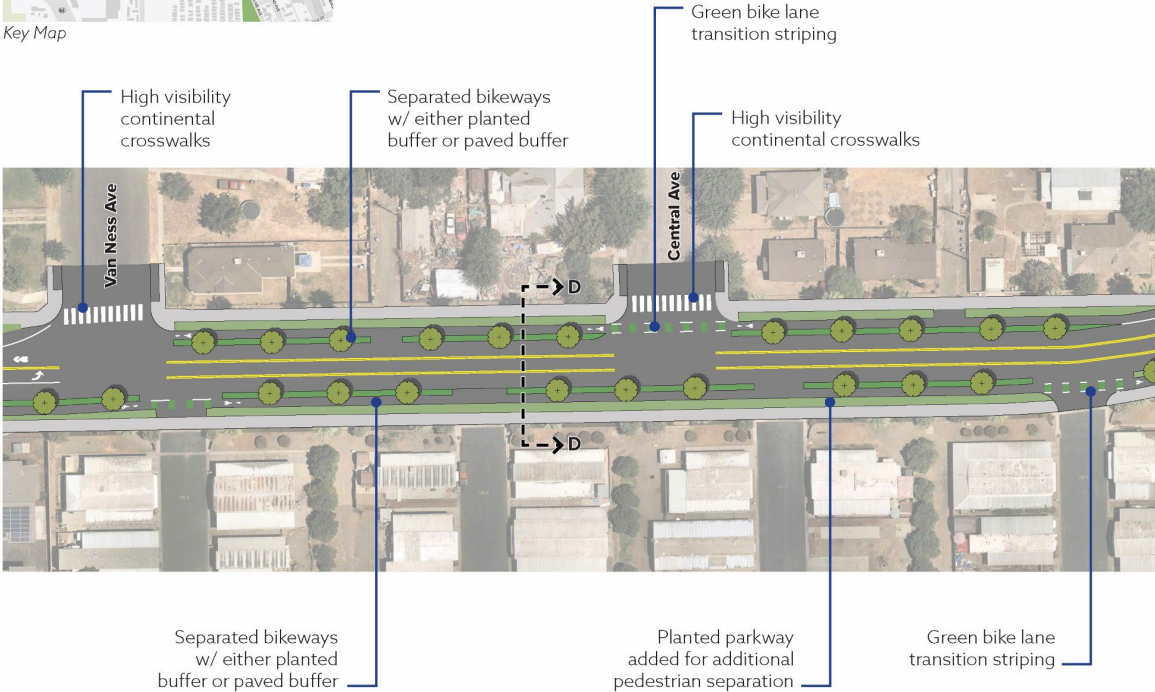 Key Map
Green bike lane
transition striping
High visibility
continental
crosswalks
Separated bikeways
w/ either planted
buffer or paved buffer
High visibility
continental crosswalks
Van Ness Ave
Central Ave
D
D
Separated bikeways
w/ either planted
buffer or paved buffer
Planted parkway
added for additional
pedestrian separation
Green bike lane
transition striping